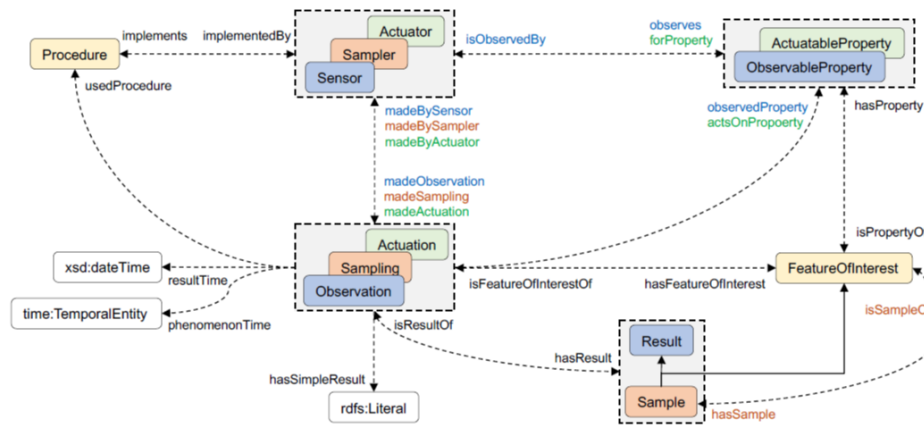 implements
implementedBy
Actuator
isObservedBy
observes
forProperty
ActuatableProperty
Procedure
Sampler
ObservableProperty
Sensor
usedProcedure
madeBySensor
madeBySampler
madeByActuator
observedProperty
actsOnPropoerty
hasProperty
madeObservation
madeSampling
madeActuation
Actuation
isPropertyO
xsd:dateTime
Sampling
FeatureOfInterest
resultTime
Observation
isFeatureOfInterestOf
hasFeatureOfInterest
time:TemporalEntity
phenomenonTime
isResultOf
isSampleO
Result
hasResult
hasSimpleResult
rdfs:Literal
Sample
hasSample